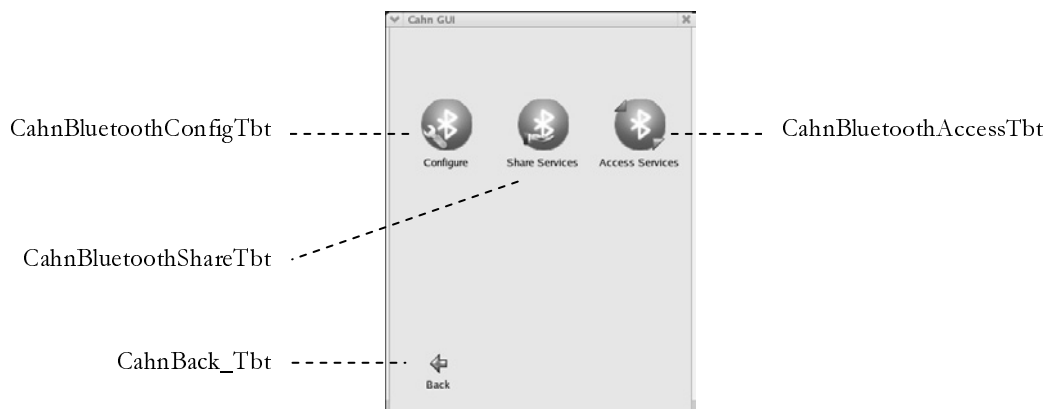 Cahn GUI
CahnBluetoothConfigTbt
CahnBluetoothAccessTbt
Configure
Share Services
Access Services
CahnBluetoothShareTbt
CahnBack_Tbt
Back